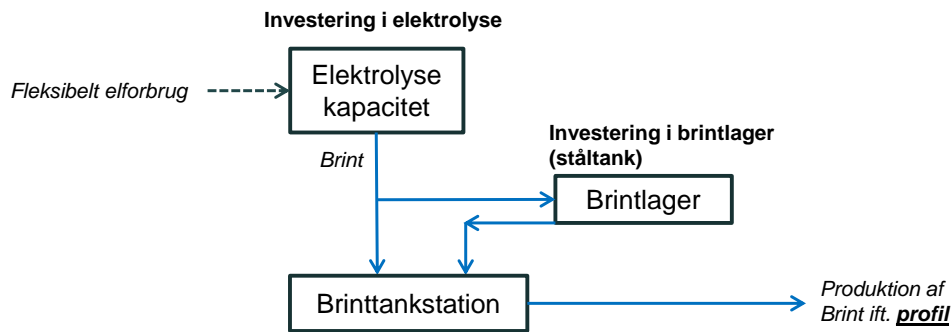 Investering i elektrolyse
Fleksibelt elforbrug
Elektrolyse
kapacitet
Brint
Investering i brintlager
(ståltank)
Brintlager
Brinttankstation
Produktion af
Brint ift. profil